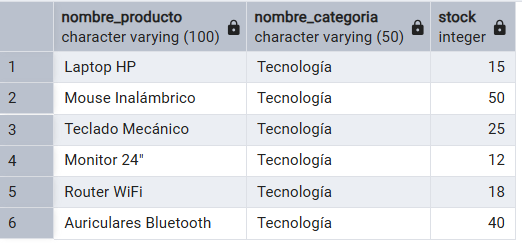 nombre_producto nombre_categoria stock
character varying (100) character varying (50) integer
1 Laptop HP Tecnología 15
2 Mouse Inalámbrico Tecnología 50
3 Teclado Mecánico Tecnología 25
4 Monitor 24" Tecnología 12
5 Router WiFi Tecnología 18
6 Auriculares Bluetooth Tecnología 40